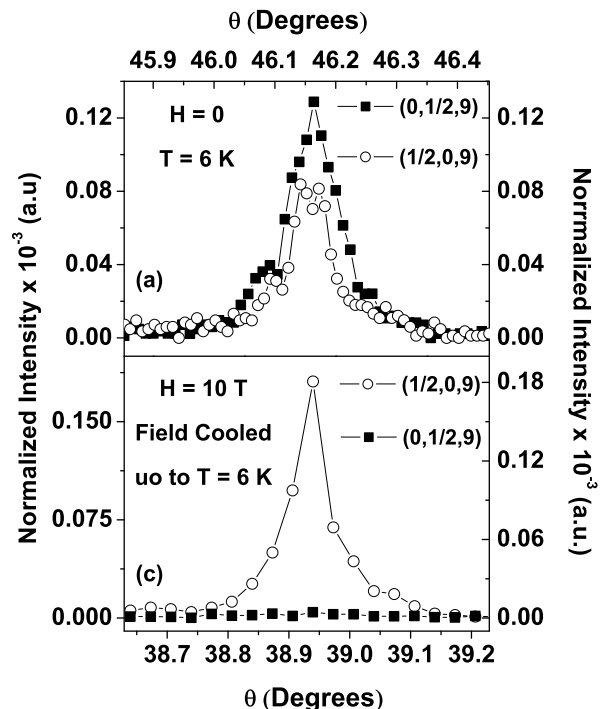 θ (Degrees)
45.9 46.0 46.1 46.2 46.3 46.4
Normalized Intensity x 10⁻³ (a.u)
0.12
0.08
0.04
0.00
H = 0
T = 6 K
(0,1/2,9)
(1/2,0,9)
(a)
0.12
0.08
0.04
0.00
Norrmalized Intensity x 10⁻³ (a.u.)
0.150
0.075
0.000
H = 10 T
Field Cooled
uo to T = 6 K
(1/2,0,9)
(0,1/2,9)
(c)
0.18
0.12
0.06
0.00
38.7 38.8 38.9 39.0 39.1 39.2
θ (Degrees)